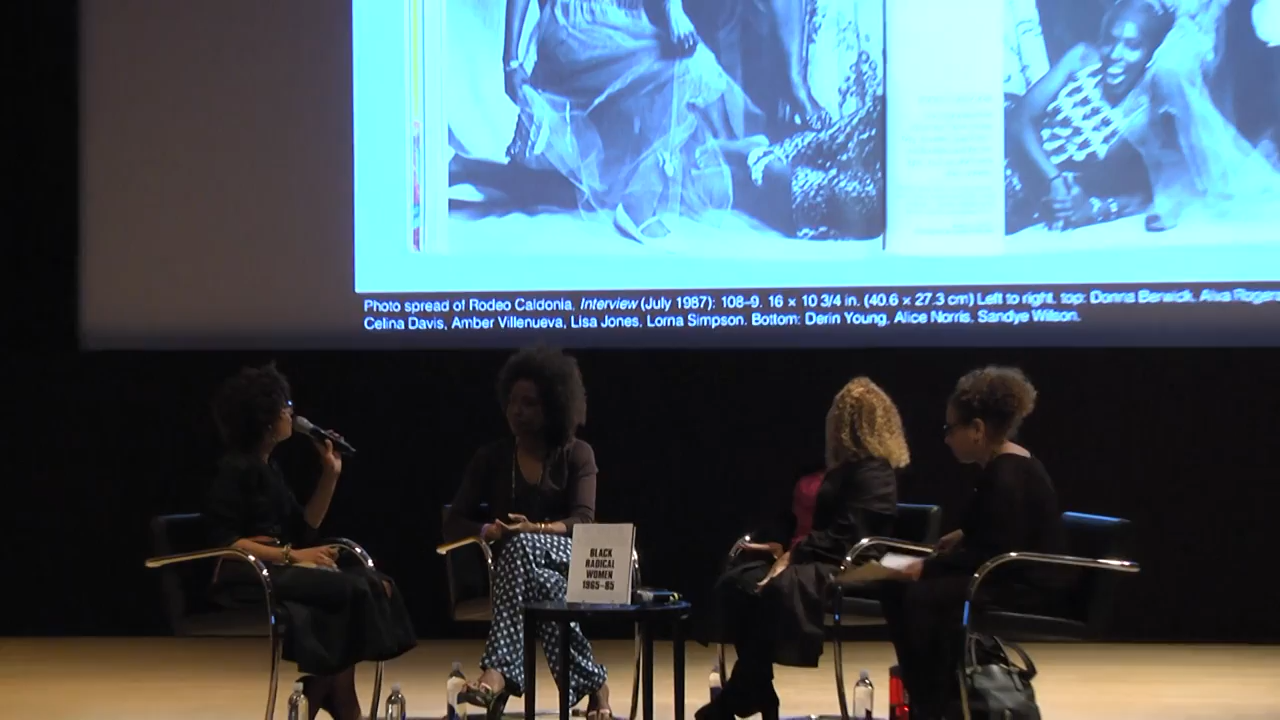 Photo spread of Rodeo Caldonia, Interview (July 1987): 108–9. 16 × 10 3/4 in. (40.6 × 27.3 cm) Left to right, top: Donna Berwick, Alva Rogers
Celina Davis, Amber Villenueva, Lisa Jones, Lorna Simpson. Bottom: Derin Young, Alice Norris, Sandye Wilson.
BLACK
RADICAL
WOMEN
1965–85